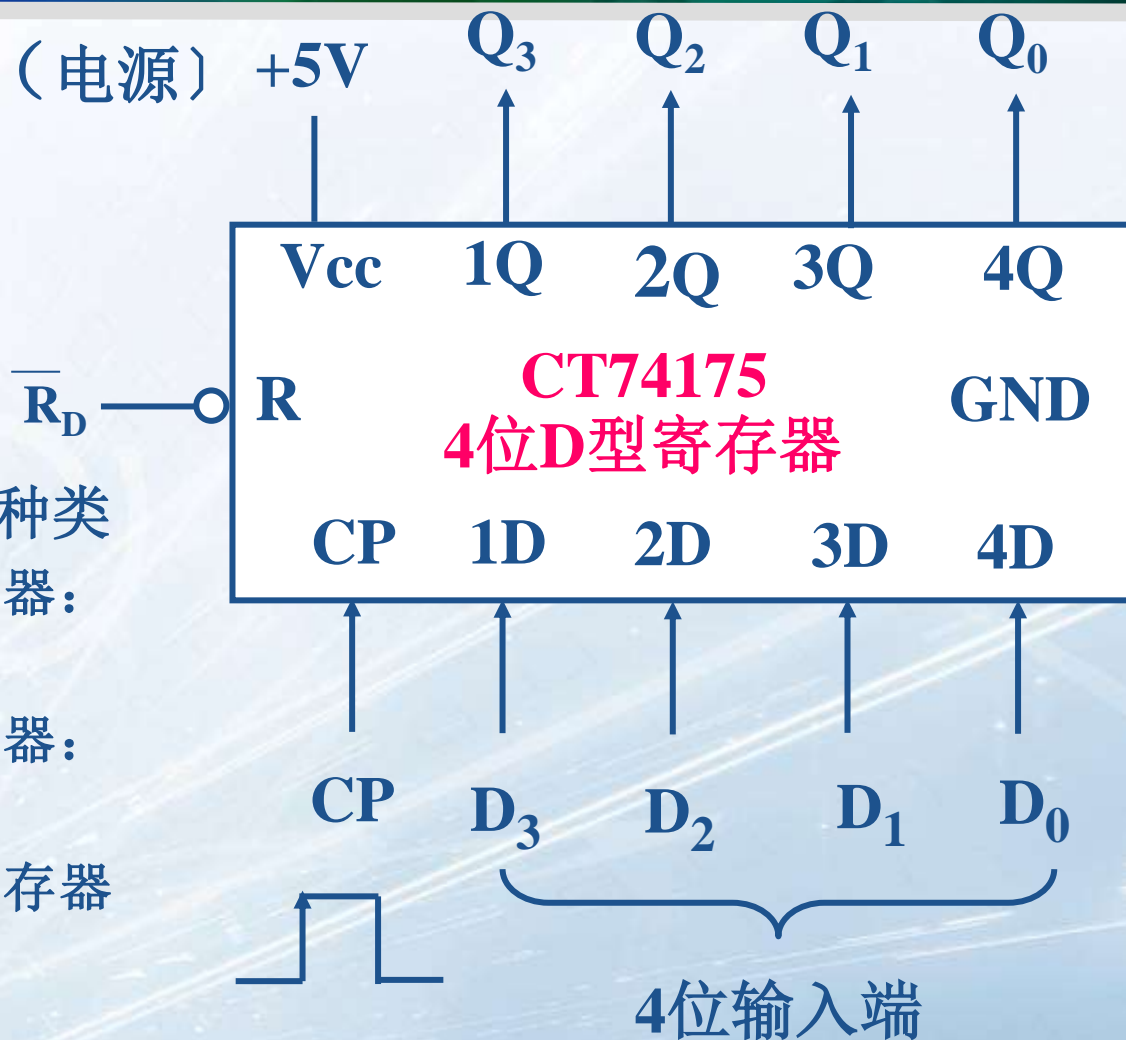 （电源） +5V Q₃ Q₂ Q₁ Q₀
Vcc 1Q 2Q 3Q 4Q
CT74175
R̅_D R GND
4位D型寄存器
种类
CP 1D 2D 3D 4D
器：
器：
CP D₃ D₂ D₁ D₀
存器
4位输入端